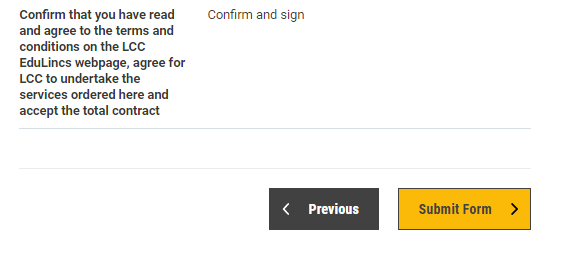 Confirm that you have read
and agree to the terms and
conditions on the LCC
EduLincs webpage, agree for
LCC to undertake the
services ordered here and
accept the total contract
Confirm and sign
Previous
Submit Form